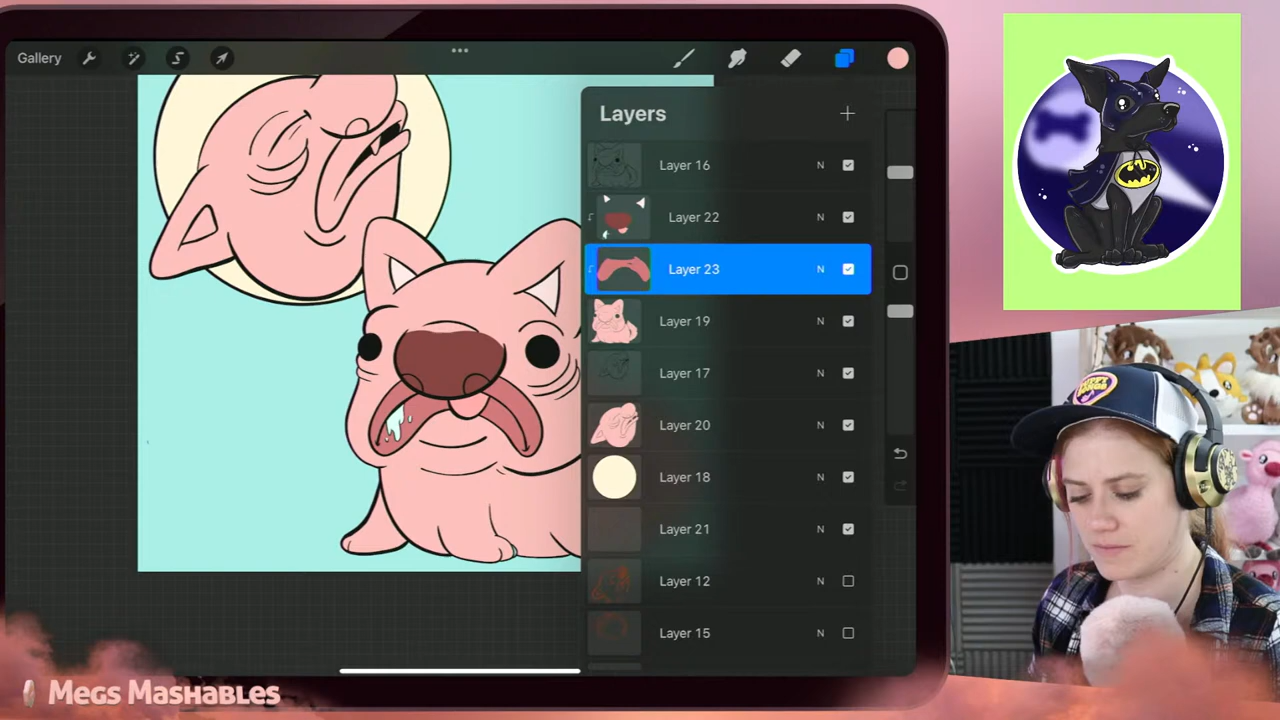 Gallery
Layers
Layer 16 N
Layer 22 N
Layer 23 N
Layer 19 N
Layer 17 N
Layer 20 N
Layer 18 N
Layer 21 N
Layer 12 N
Layer 15 N
Megs Mashables